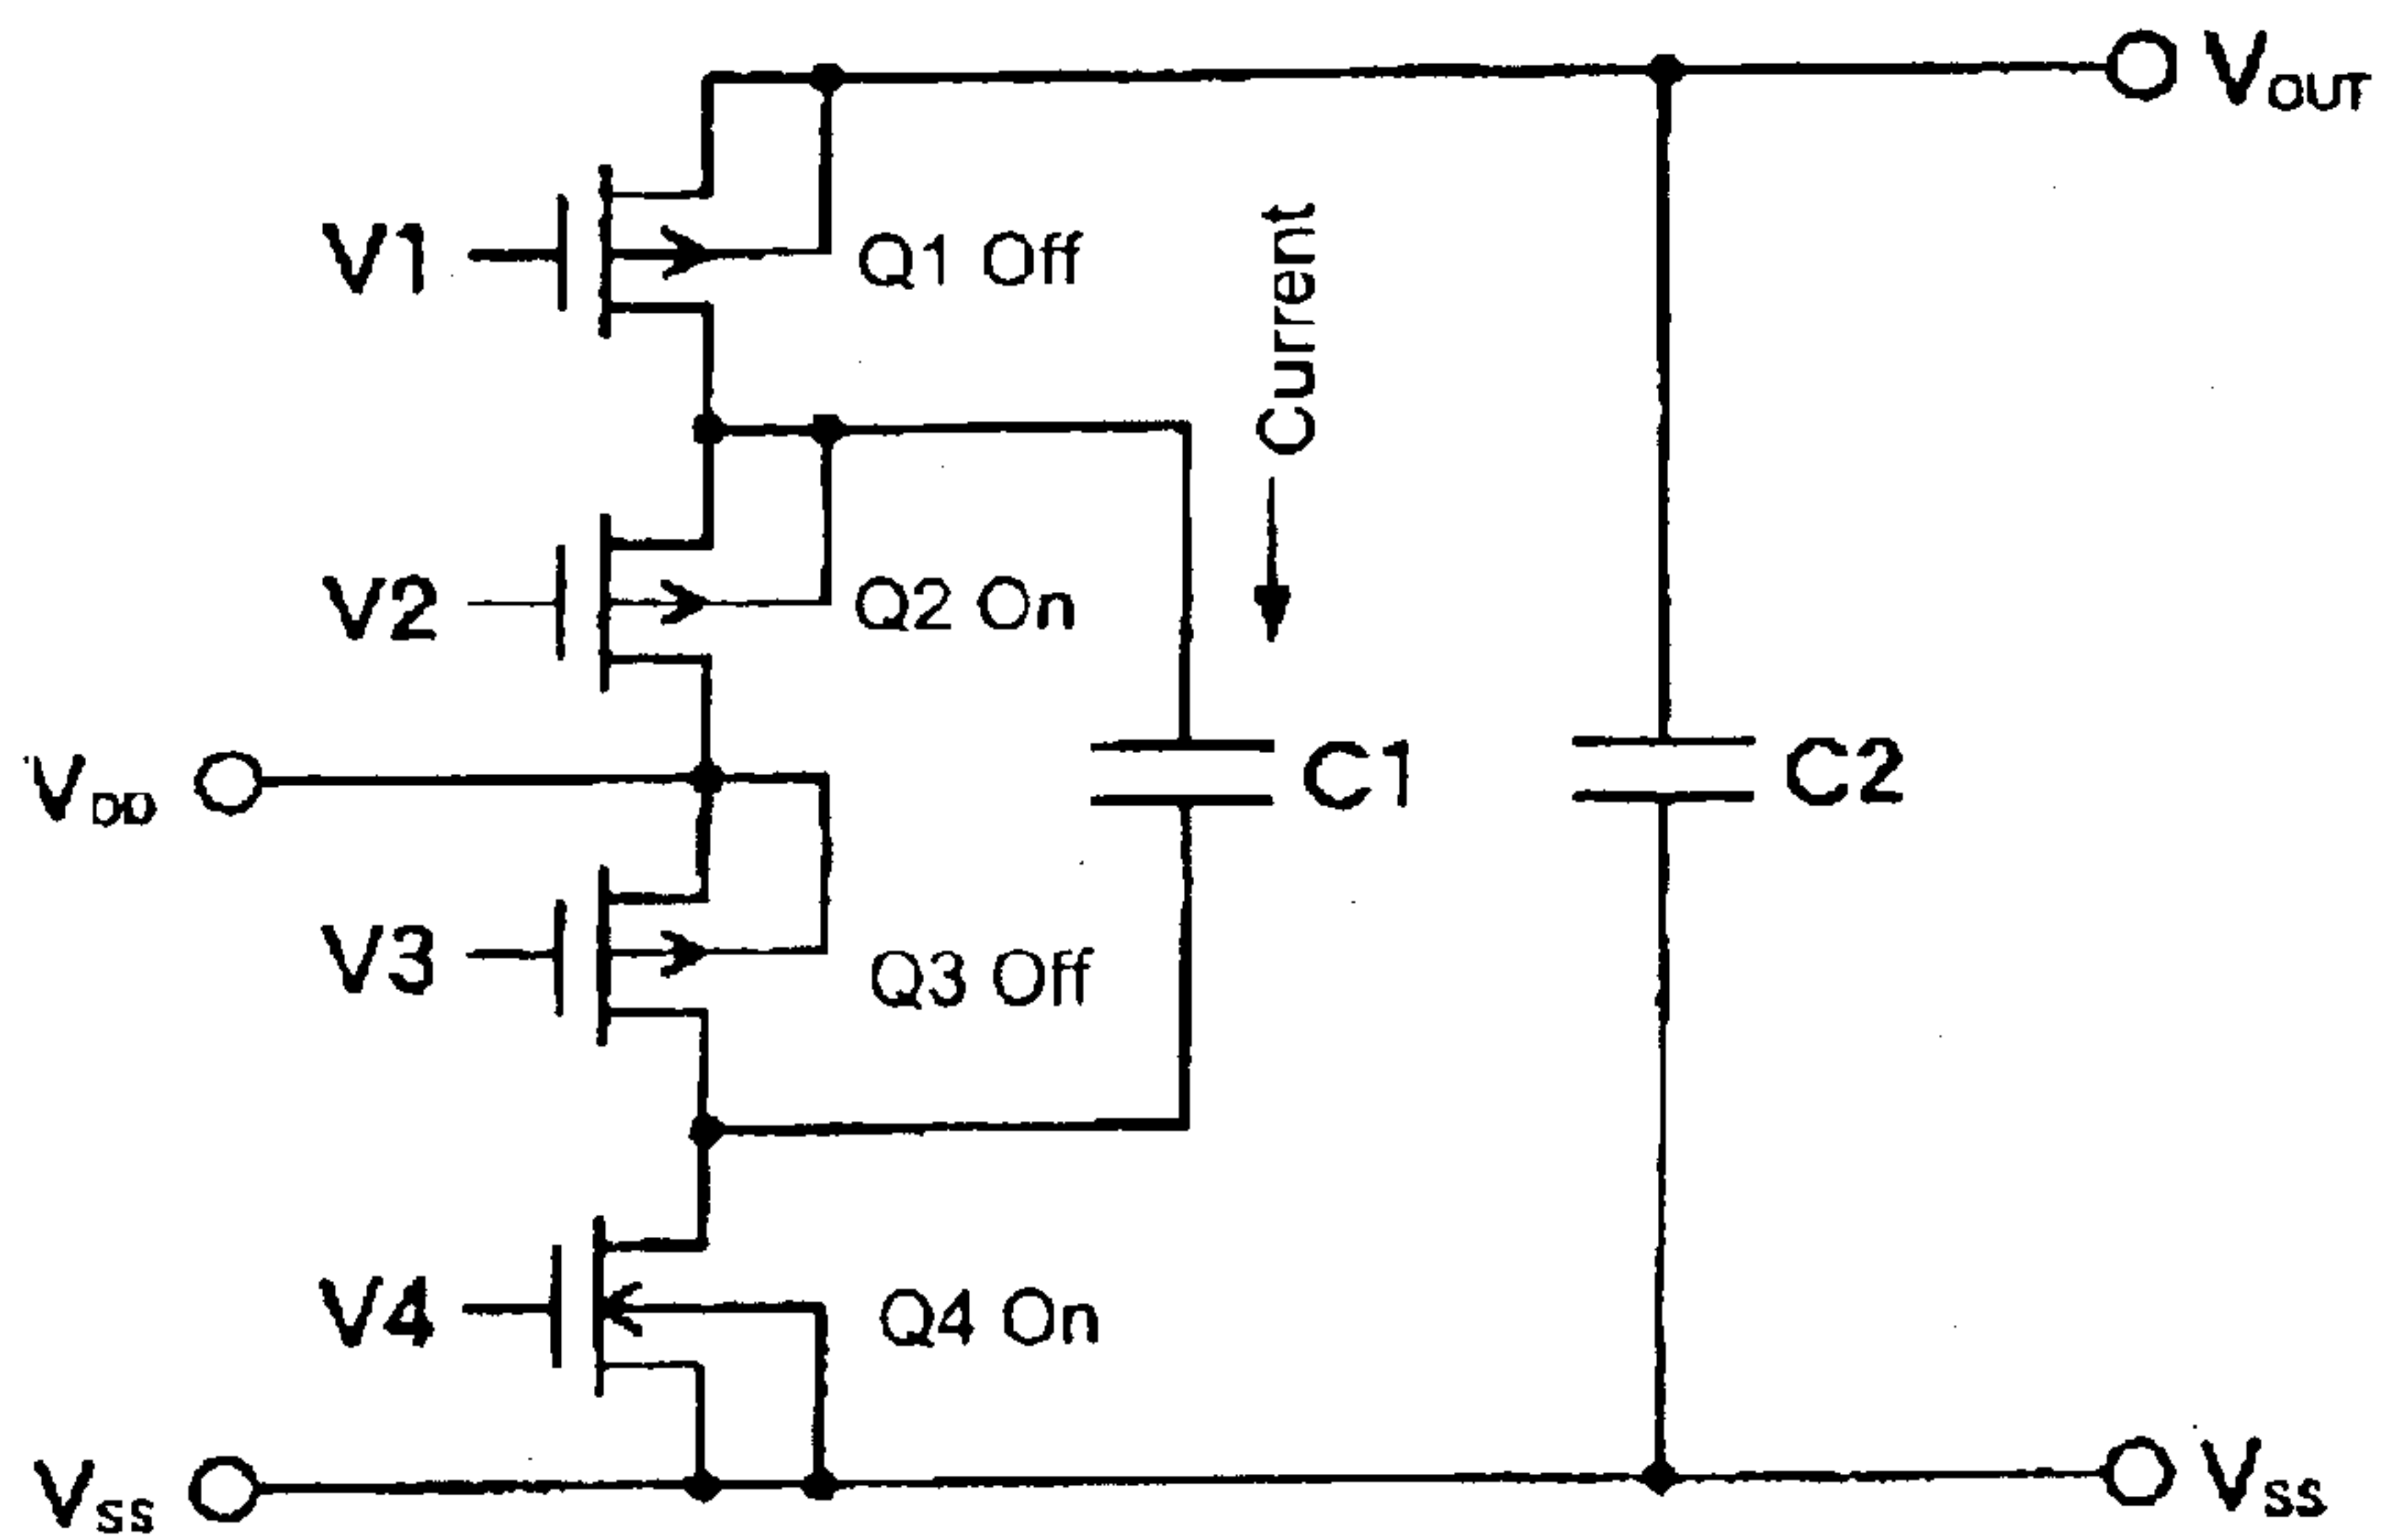 VOUT
V1
Q1 Off
Current
V2
Q2 On
VDD
C1
C2
V3
Q3 Off
V4
Q4 On
VSS
VSS